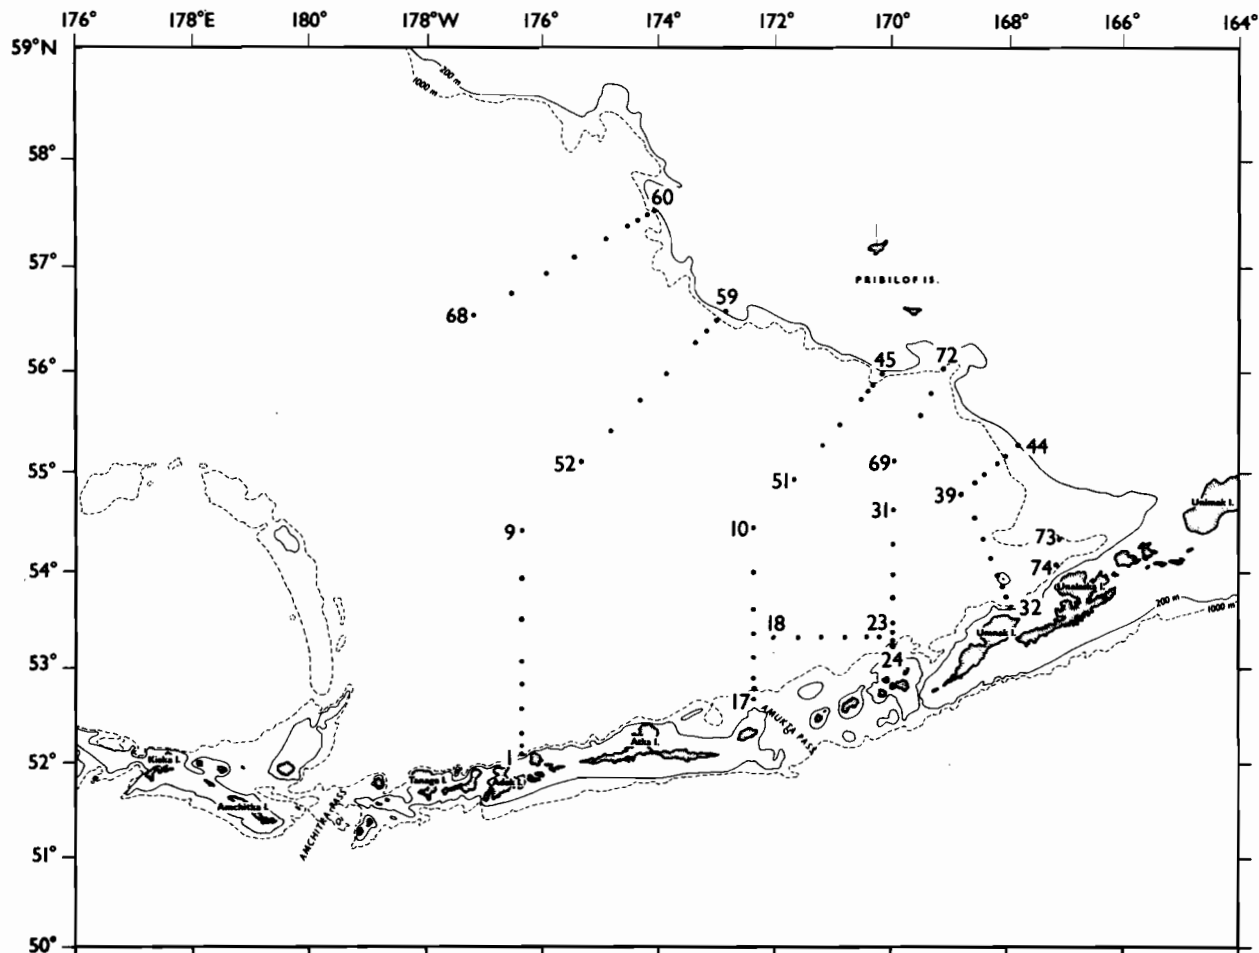 176° 178°E 180° 178°W 176° 174° 172° 170° 168° 166° 164°
59°N
200 m
1000 m
58°
60
57°
PRIBILOF IS.
68
59
56°
45
72
44
55°
52
51
69
39
Unimak I.
9
10
31
73
54°
74
Unalaska I.
200 m
1000 m
18
23
32
Umnak I.
53°
24
17
AMUKTA PASS
Atka I.
52°
1
Kiska I.
Tanaga I.
Adak I.
Amchitka I.
AMCHITKA PASS
51°
50°